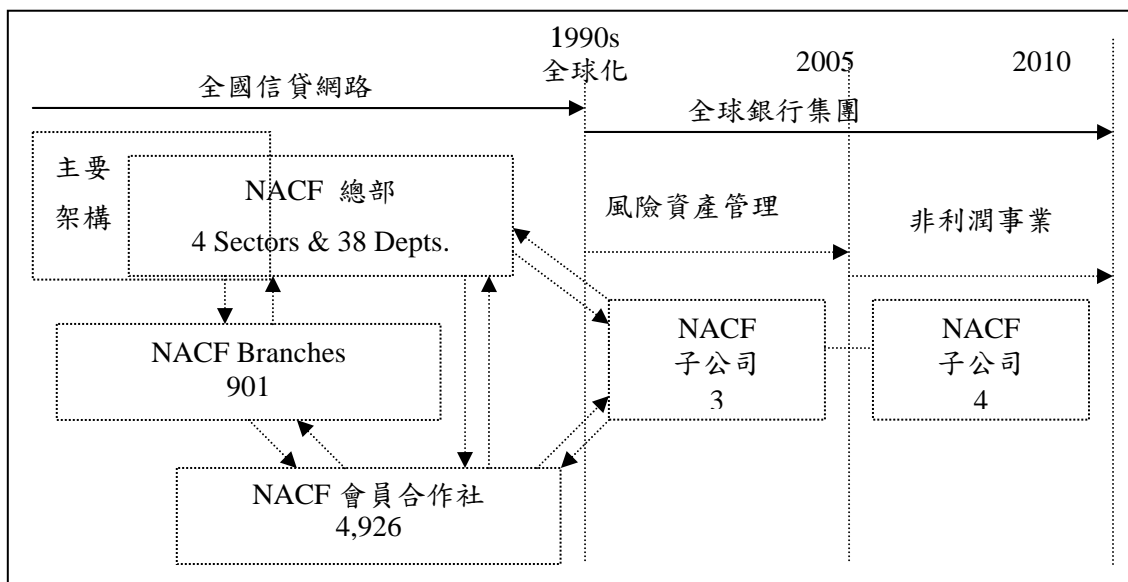 1990s
全球化
2005
2010
全國信貸網路
全球銀行集團
主要
架構
NACF 總部
4 Sectors & 38 Depts.
風險資產管理
非利潤事業
NACF Branches
901
NACF
子公司
3
NACF
子公司
4
NACF 會員合作社
4,926